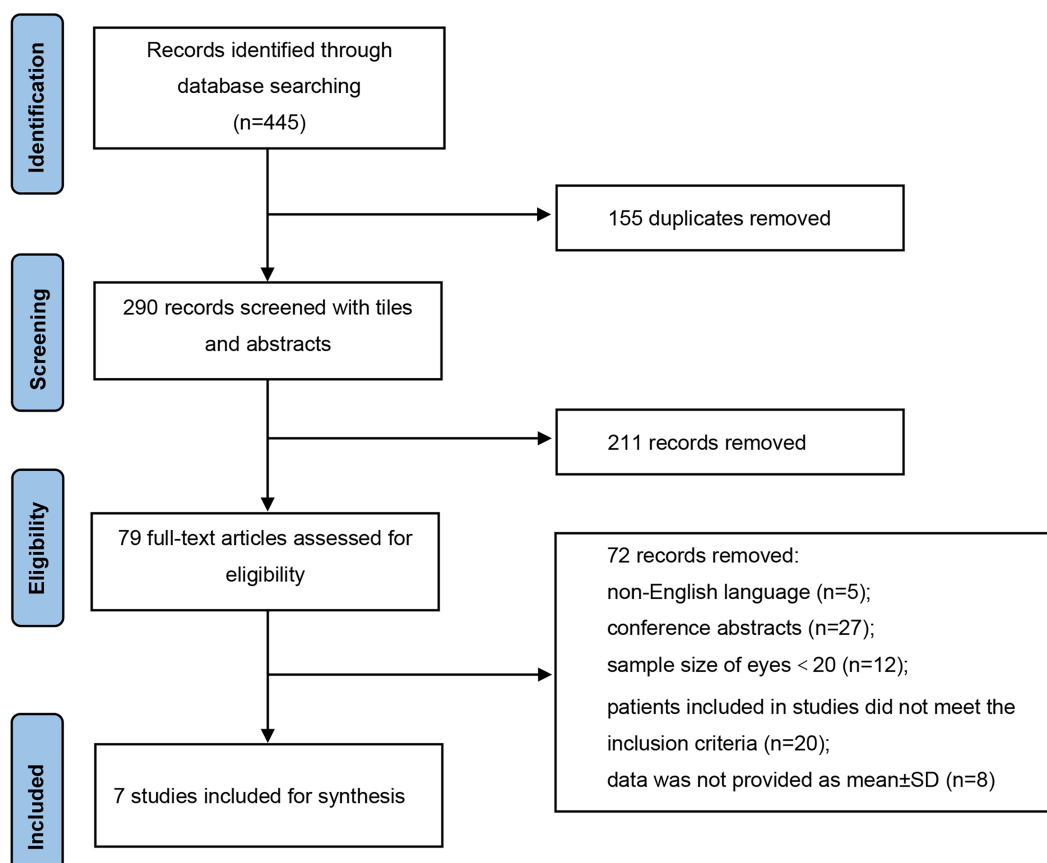 Identification
Records identified through
database searching
(n=445)
155 duplicates removed
Screening
290 records screened with tiles
and abstracts
211 records removed
Eligibility
79 full-text articles assessed for
eligibility
72 records removed:
non-English language (n=5);
conference abstracts (n=27);
sample size of eyes < 20 (n=12);
patients included in studies did not meet the
inclusion criteria (n=20);
data was not provided as mean±SD (n=8)
Included
7 studies included for synthesis